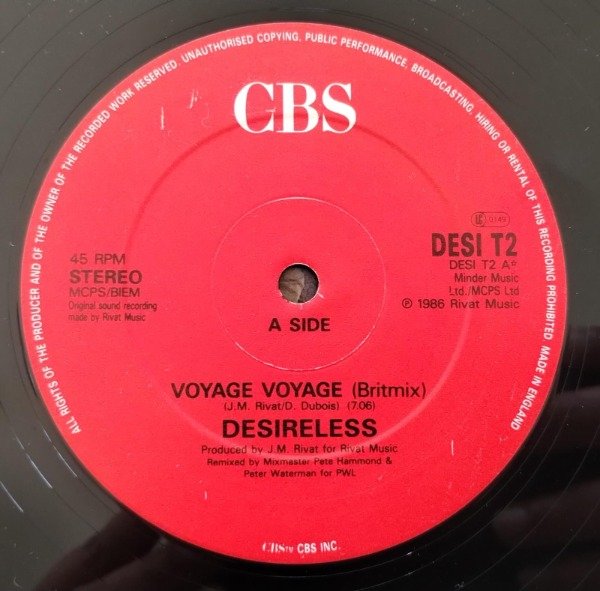 ALL RIGHTS OF THE PRODUCER AND OF THE OWNER OF THE RECORDED WORK RESERVED. UNAUTHORISED COPYING, PUBLIC PERFORMANCE, BROADCASTING, HIRING OR RENTAL OF THIS RECORDING PROHIBITED. MADE IN ENGLAND
CBS
45 RPM
STEREO
MCPS/BIEM
Original sound recording
made by Rivat Music
LC 0149
DESI T2
DESI T2 A*
Minder Music
Ltd./MCPS Ltd
℗ 1986 Rivat Music
A SIDE
VOYAGE VOYAGE (Britmix)
(J.M. Rivat/D. Dubois) (7:06)
DESIRELESS
Produced by J.M. Rivat for Rivat Music
Remixed by Mixmaster Pete Hammond &
Peter Waterman for PWL
CBS TM CBS INC.